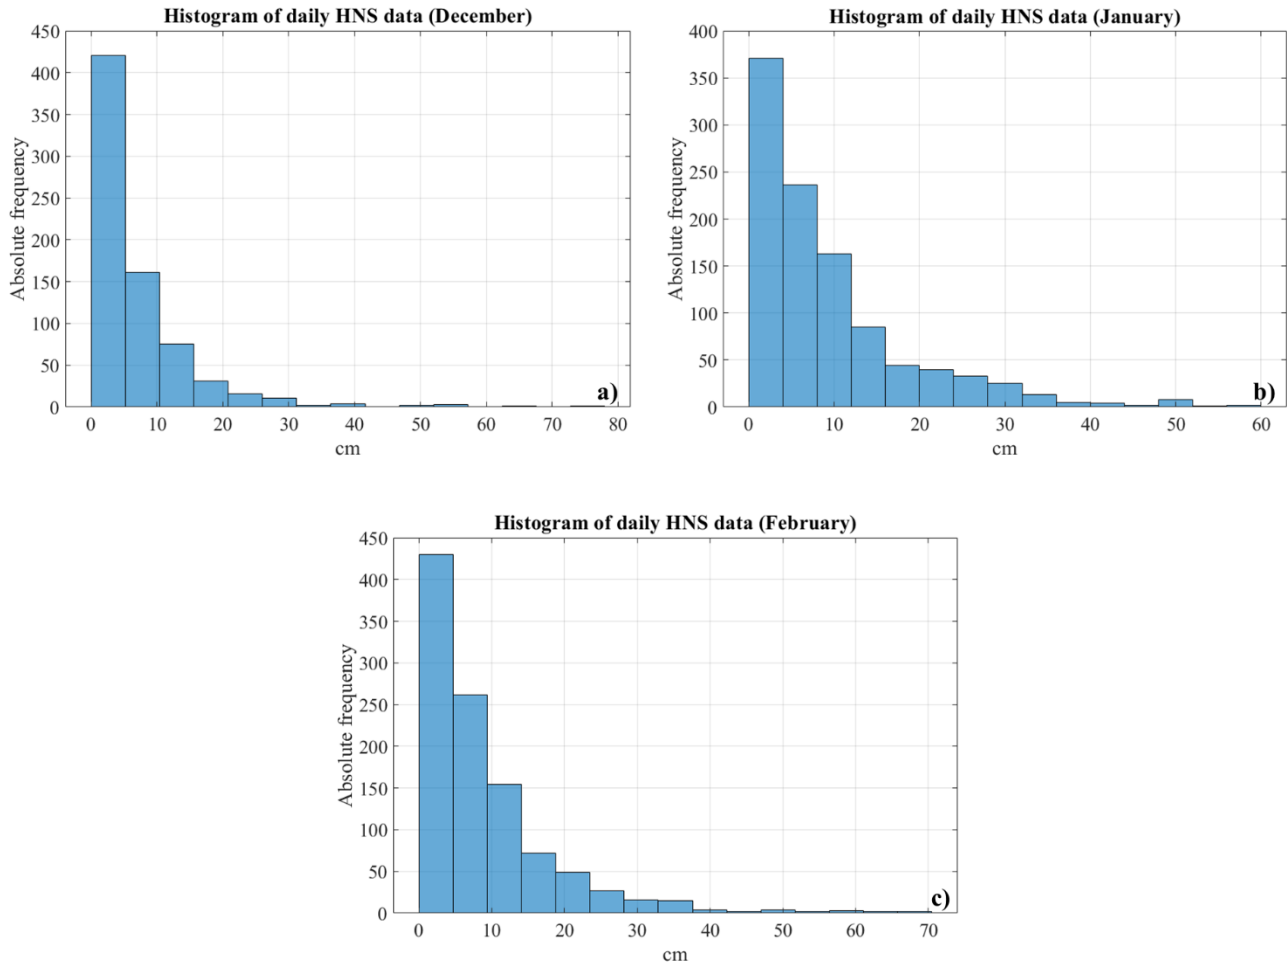 Histogram of daily HNS data (December)
450
400
350
300
250
200
150
100
50
0
Absolute frequency
0 10 20 30 40 50 60 70 80
cm
a)
Histogram of daily HNS data (January)
400
350
300
250
200
150
100
50
0
Absolute frequency
0 10 20 30 40 50 60
cm
b)
Histogram of daily HNS data (February)
450
400
350
300
250
200
150
100
50
0
Absolute frequency
0 10 20 30 40 50 60 70
cm
c)